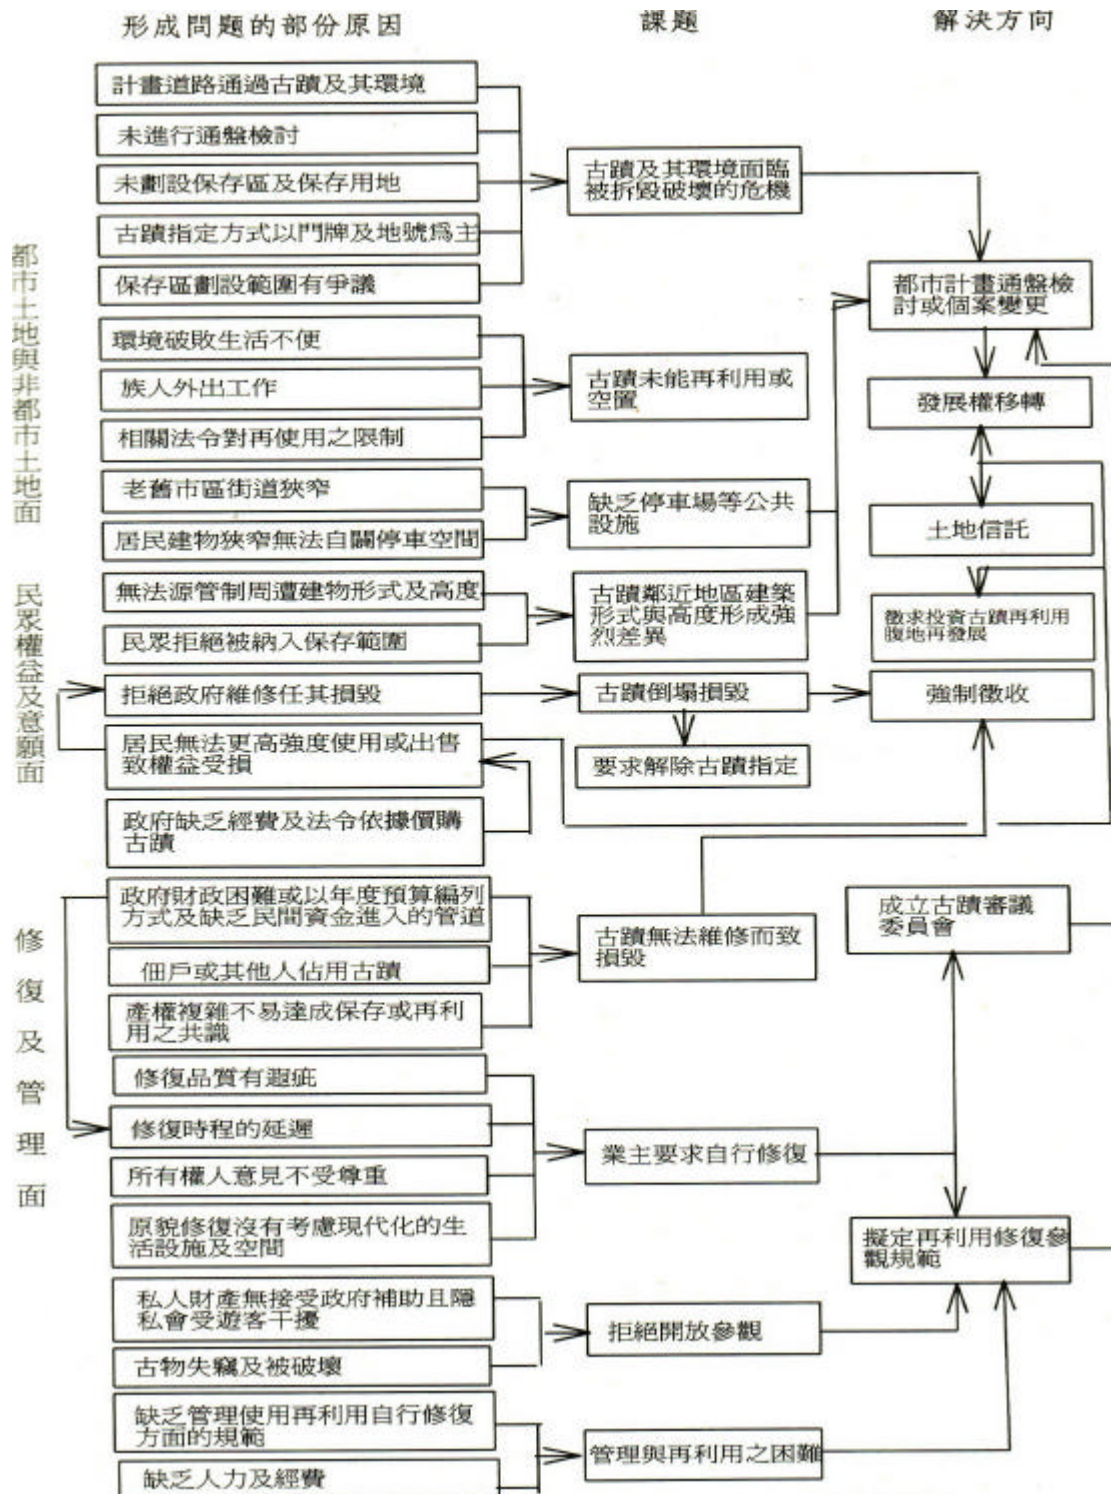 形成問題的部份原因
課題
解決方向
都市土地與非都市土地面
民眾權益及意願面
修復及管理面
計畫道路通過古蹟及其環境
未進行通盤檢討
未劃設保存區及保存用地
古蹟指定方式以門牌及地號為主
保存區劃設範圍有爭議
環境破敗生活不便
族人外出工作
相關法令對再使用之限制
老舊市區街道狹窄
居民建物狹窄無法自闢停車空間
無法源管制周遭建物形式及高度
民眾拒絕被納入保存範圍
拒絕政府維修任其損毀
居民無法更高強度使用或出售
致權益受損
政府缺乏經費及法令依據價購
古蹟
政府財政困難或以年度預算編列
方式及缺乏民間資金進入的管道
佃戶或其他人佔用古蹟
產權複雜不易達成保存或再利
用之共識
修復品質有瑕疵
修復時程的延遲
所有權人意見不受尊重
原貌修復沒有考慮現代化的生
活設施及空間
私人財產無接受政府補助且隱
私會受遊客干擾
古物失竊及被破壞
缺乏管理使用再利用自行修復
方面的規範
缺乏人力及經費
古蹟及其環境面臨
被拆毀破壞的危機
古蹟未能再利用或
空置
缺乏停車場等公共
設施
古蹟鄰近地區建築
形式與高度形成強
烈差異
古蹟倒塌損毀
要求解除古蹟指定
古蹟無法維修而致
損毀
業主要求自行修復
拒絕開放參觀
管理與再利用之困難
都市計畫通盤檢
討或個案變更
發展權移轉
土地信託
徵求投資古蹟再利用
腹地再發展
強制徵收
成立古蹟審議
委員會
擬定再利用修復參
觀規範